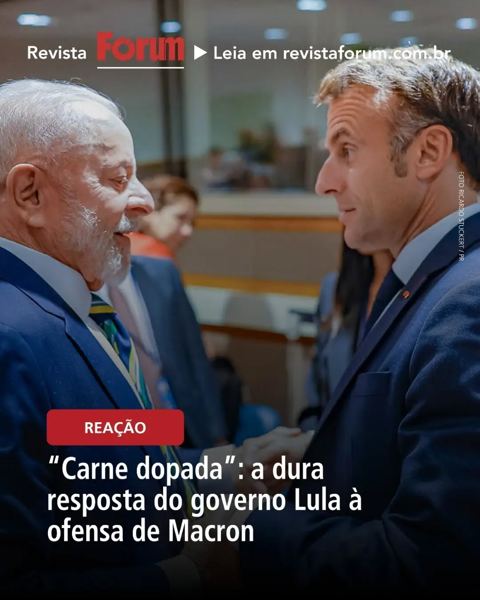 Revista Forum ▶ Leia em revistaforum.com.br
FOTO RICARDO STUCKERT / PR
REAÇÃO
“Carne dopada”: a dura
resposta do governo Lula à
ofensa de Macron